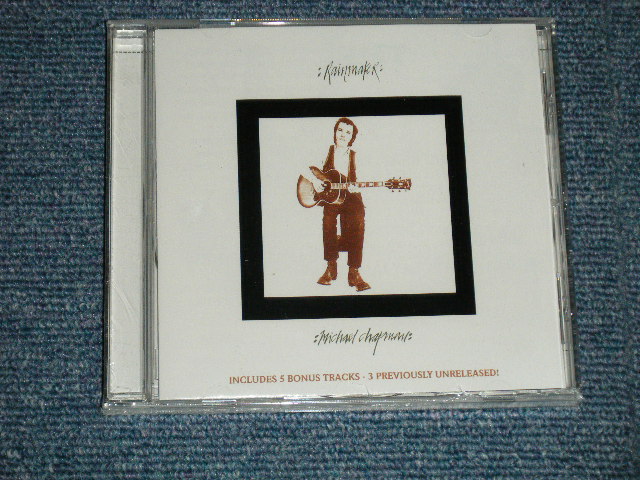 :Rainmaker:
:Michael Chapman:
INCLUDES 5 BONUS TRACKS - 3 PREVIOUSLY UNRELEASED!